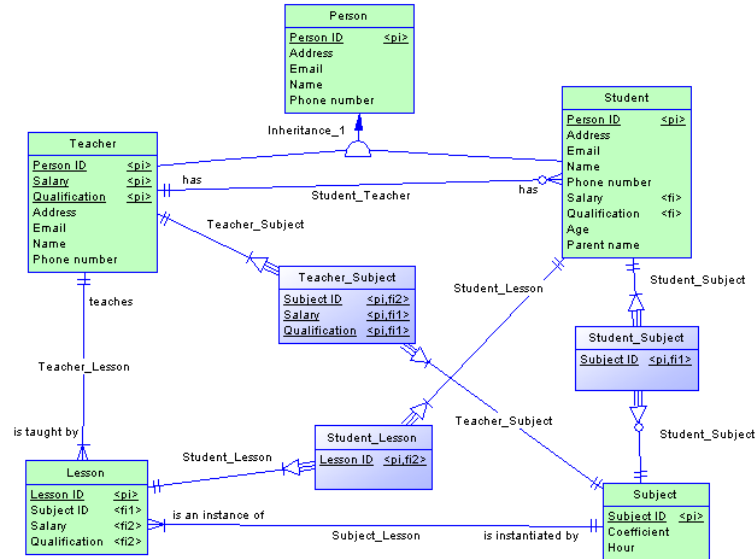 Person
Person ID <pi>
Address
Email
Name
Phone number
Inheritance_1
Student
Person ID <pi>
Address
Email
Name
Phone number
Salary <fi>
Qualification <fi>
Age
Parent name
Teacher
Person ID <pi>
Salary <pi>
Qualification <pi>
Address
Email
Name
Phone number
has
has
Student_Teacher
Teacher_Subject
Teacher_Subject
Subject ID <pi,fi2>
Salary <pi,fi1>
Qualification <pi,fi1>
Student_Lesson
Student_Subject
Student_Subject
Subject ID <pi,fi1>
teaches
Teacher_Lesson
is taught by
Teacher_Subject
Student_Subject
Student_Lesson
Student_Lesson
Lesson ID <pi,fi2>
Lesson
Lesson ID <pi>
Subject ID <fi1>
Salary <fi2>
Qualification <fi2>
is an instance of
Subject_Lesson
is instantiated by
Subject
Subject ID <pi>
Coefficient
Hour